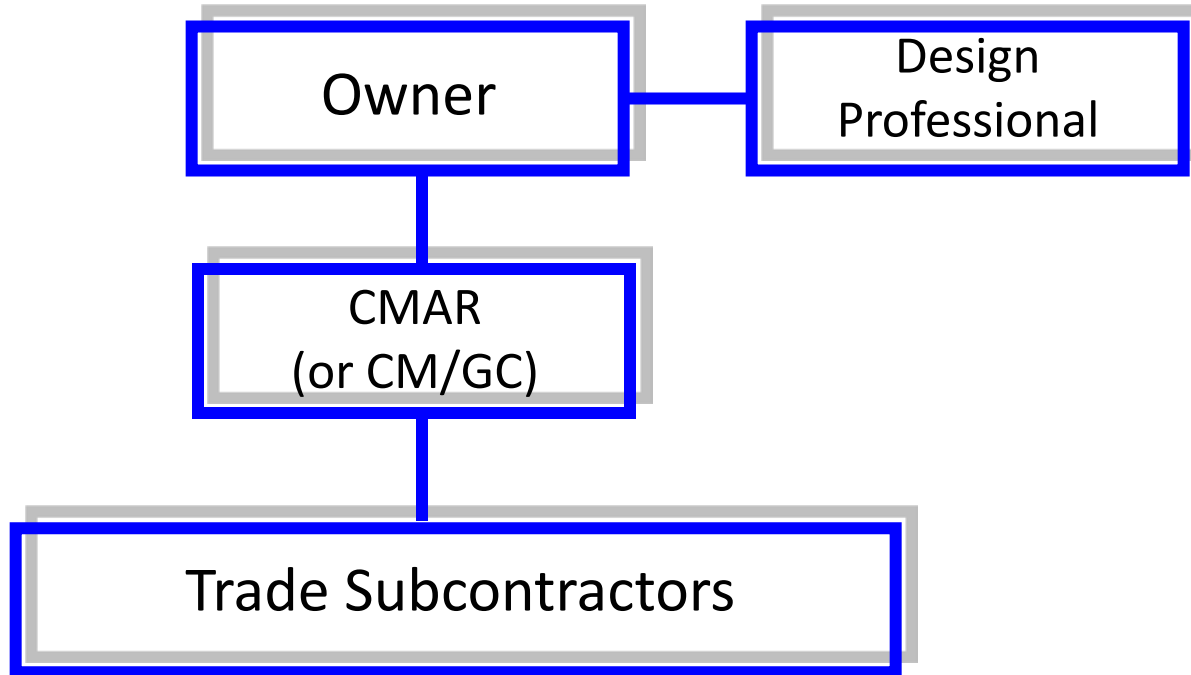 Owner
Design
Professional
CMAR
(or CM/GC)
Trade Subcontractors